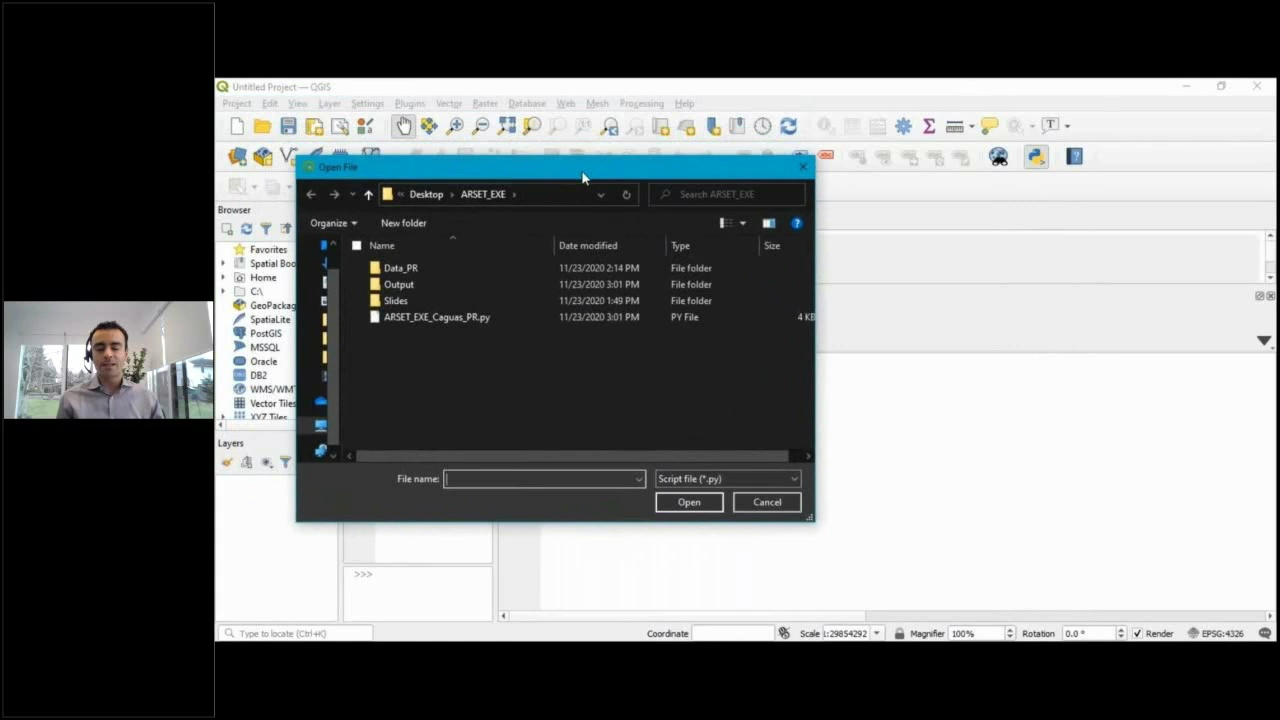 Untitled Project — QGIS
Project Edit View Layer Settings Plugins Vector Raster Database Web Mesh Processing Help
Open File
« Desktop › ARSET_EXE ›
Search ARSET_EXE
Organize
New folder
Browser
Name Date modified Type Size
Data_PR 11/23/2020 2:14 PM File folder
Output 11/23/2020 3:01 PM File folder
Slides 11/23/2020 1:49 PM File folder
ARSET_EXE_Caguas_PR.py 11/23/2020 3:01 PM PY File 4 KB
Favorites
Spatial Boo
Home
C:\
GeoPackag
SpatiaLite
PostGIS
MSSQL
Oracle
DB2
WMS/WMT
Vector Tiles
XYZ Tiles
Layers
File name:
Script file (*.py)
Open
Cancel
>>>
Type to locate (Ctrl+K)
Coordinate
Scale 1:29854292
Magnifier 100%
Rotation 0.0 °
Render
EPSG:4326